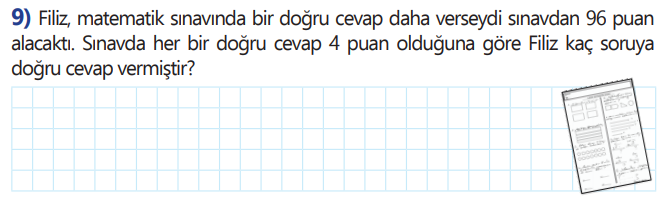 9) Filiz, matematik sınavında bir doğru cevap daha verseydi sınavdan 96 puan
alacaktı. Sınavda her bir doğru cevap 4 puan olduğuna göre Filiz kaç soruya
doğru cevap vermiştir?